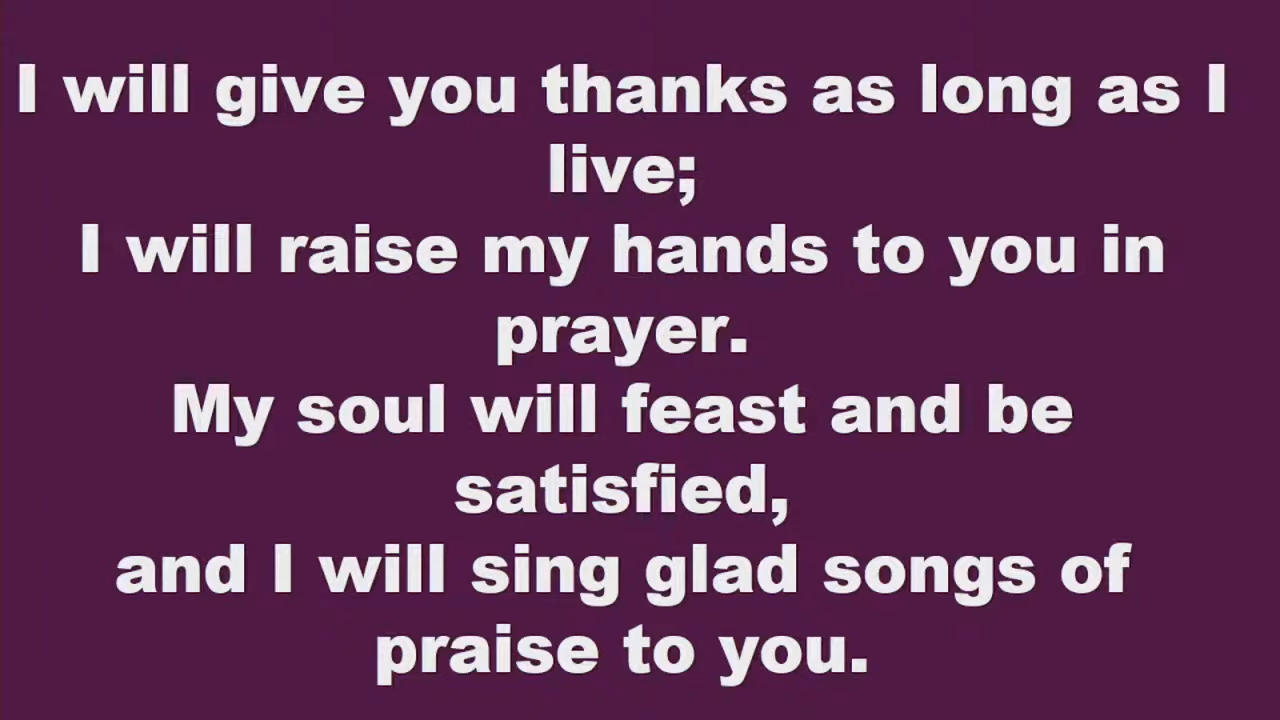 I will give you thanks as long as I
live;
I will raise my hands to you in
prayer.
My soul will feast and be
satisfied,
and I will sing glad songs of
praise to you.